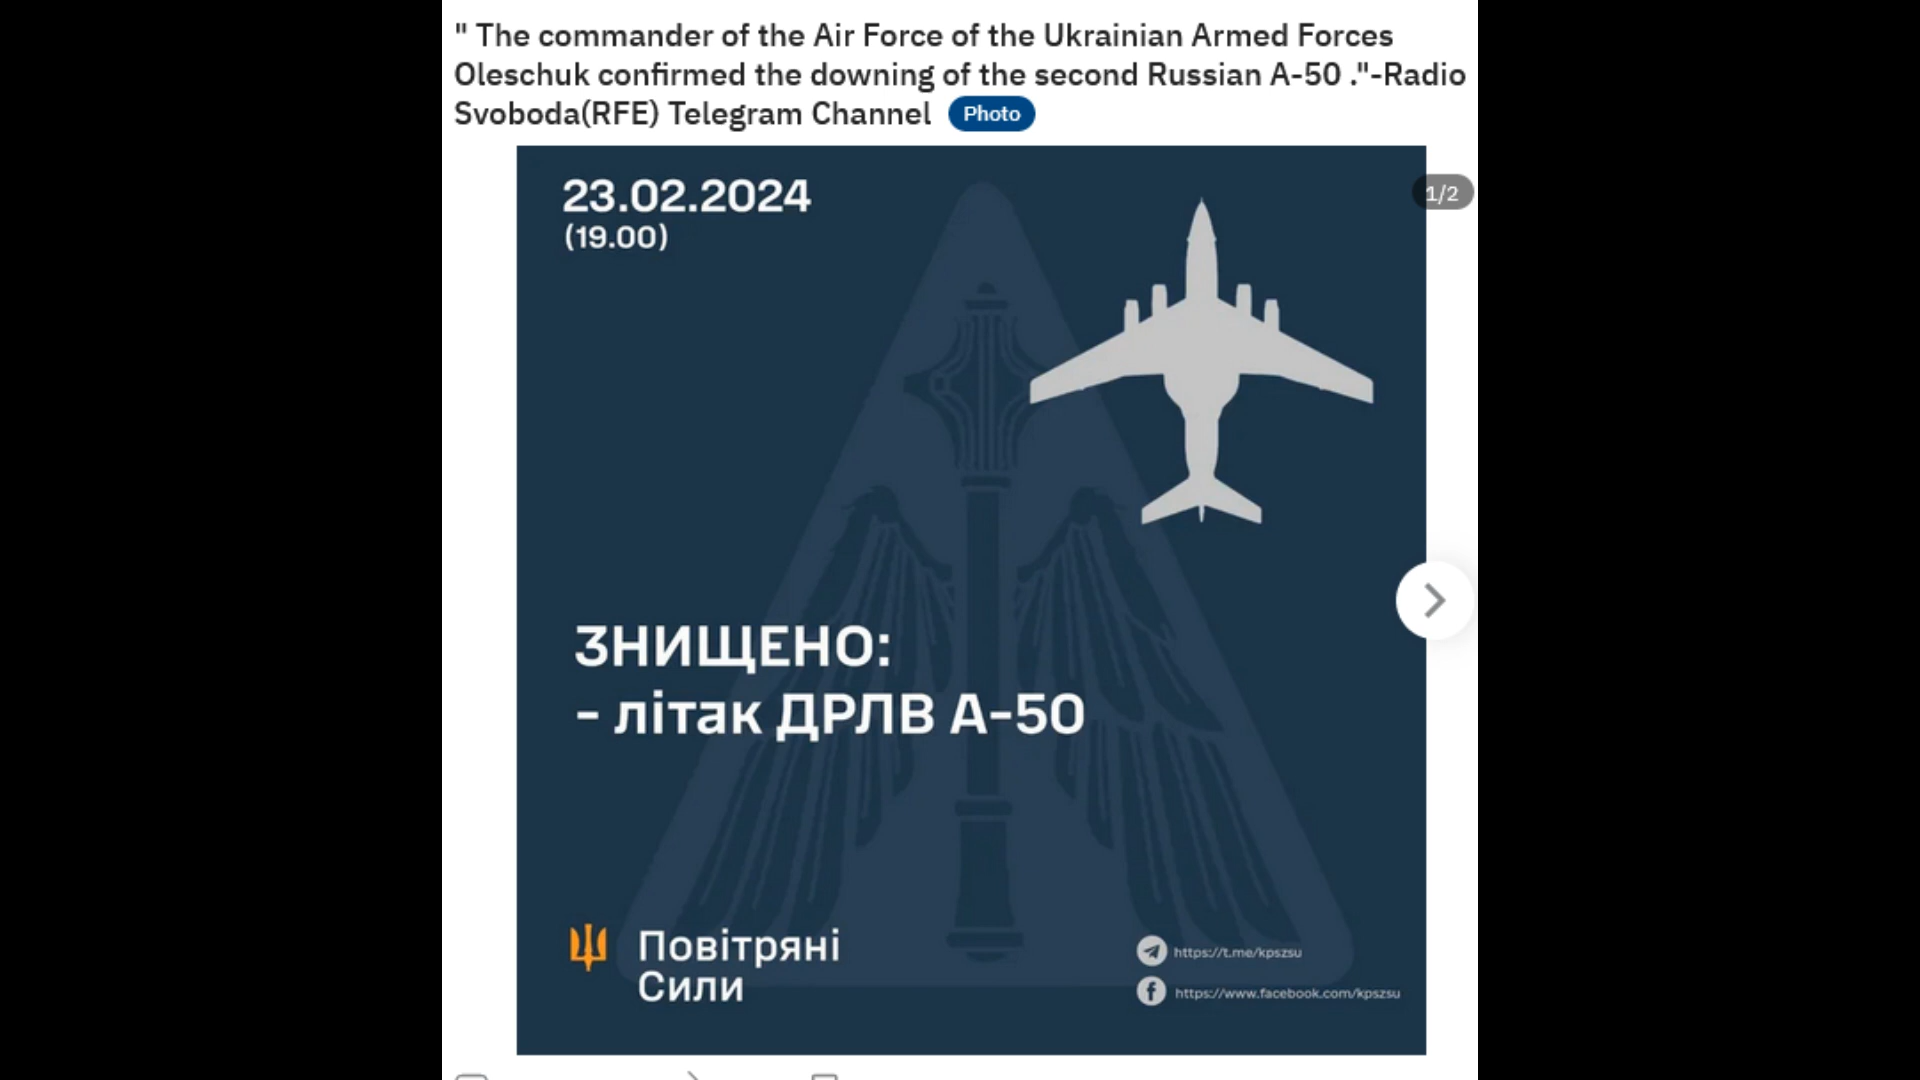 " The commander of the Air Force of the Ukrainian Armed Forces
Oleschuk confirmed the downing of the second Russian A-50 ."-Radio
Svoboda(RFE) Telegram Channel Photo
23.02.2024
(19.00)
1/2
ЗНИЩЕНО:
- літак ДРЛВ А-50
Повітряні
Сили
https://t.me/kpszsu
https://www.facebook.com/kpszsu